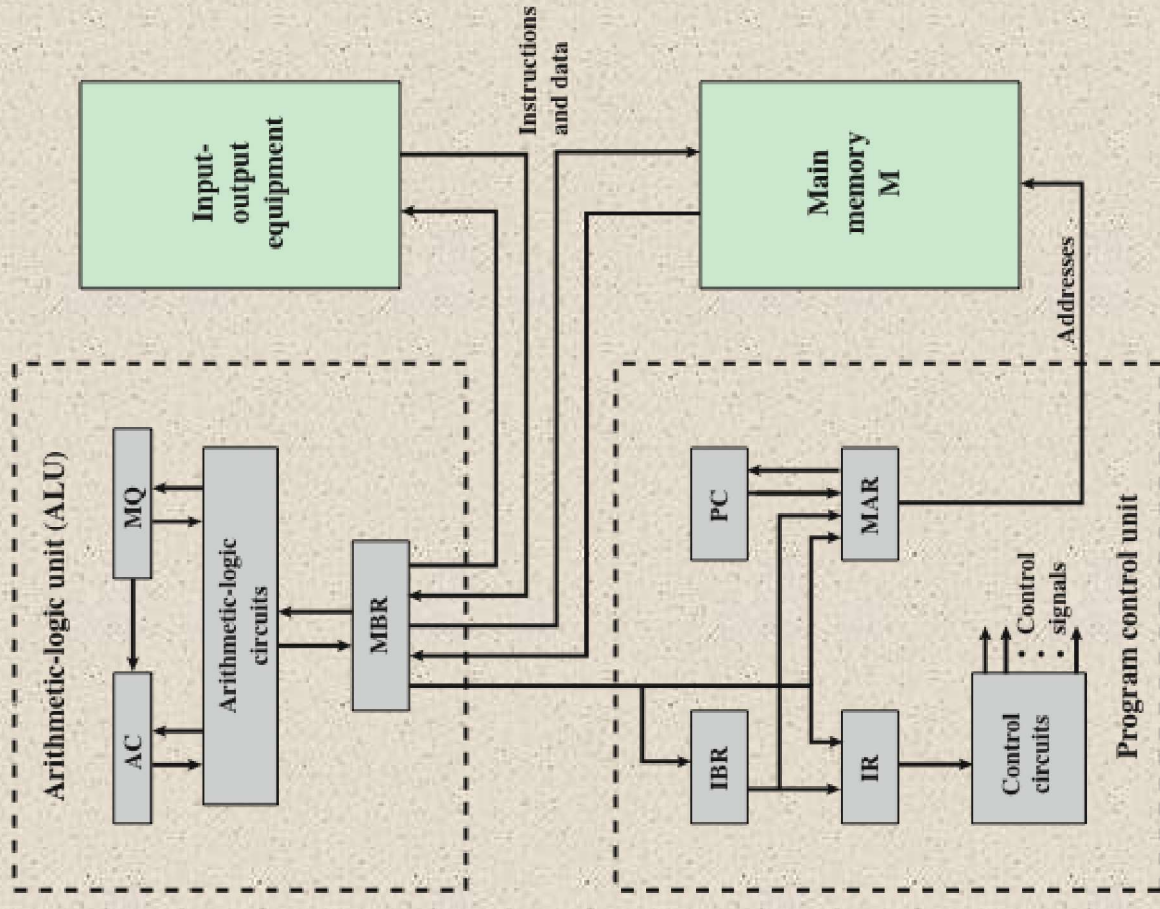 Arithmetic-logic unit (ALU)
AC
MQ
Arithmetic-logic
circuits
MBR
Input-
output
equipment
Instructions
and data
Main
memory
M
Addresses
IBR
PC
IR
MAR
Control
circuits
Control
signals
Program control unit